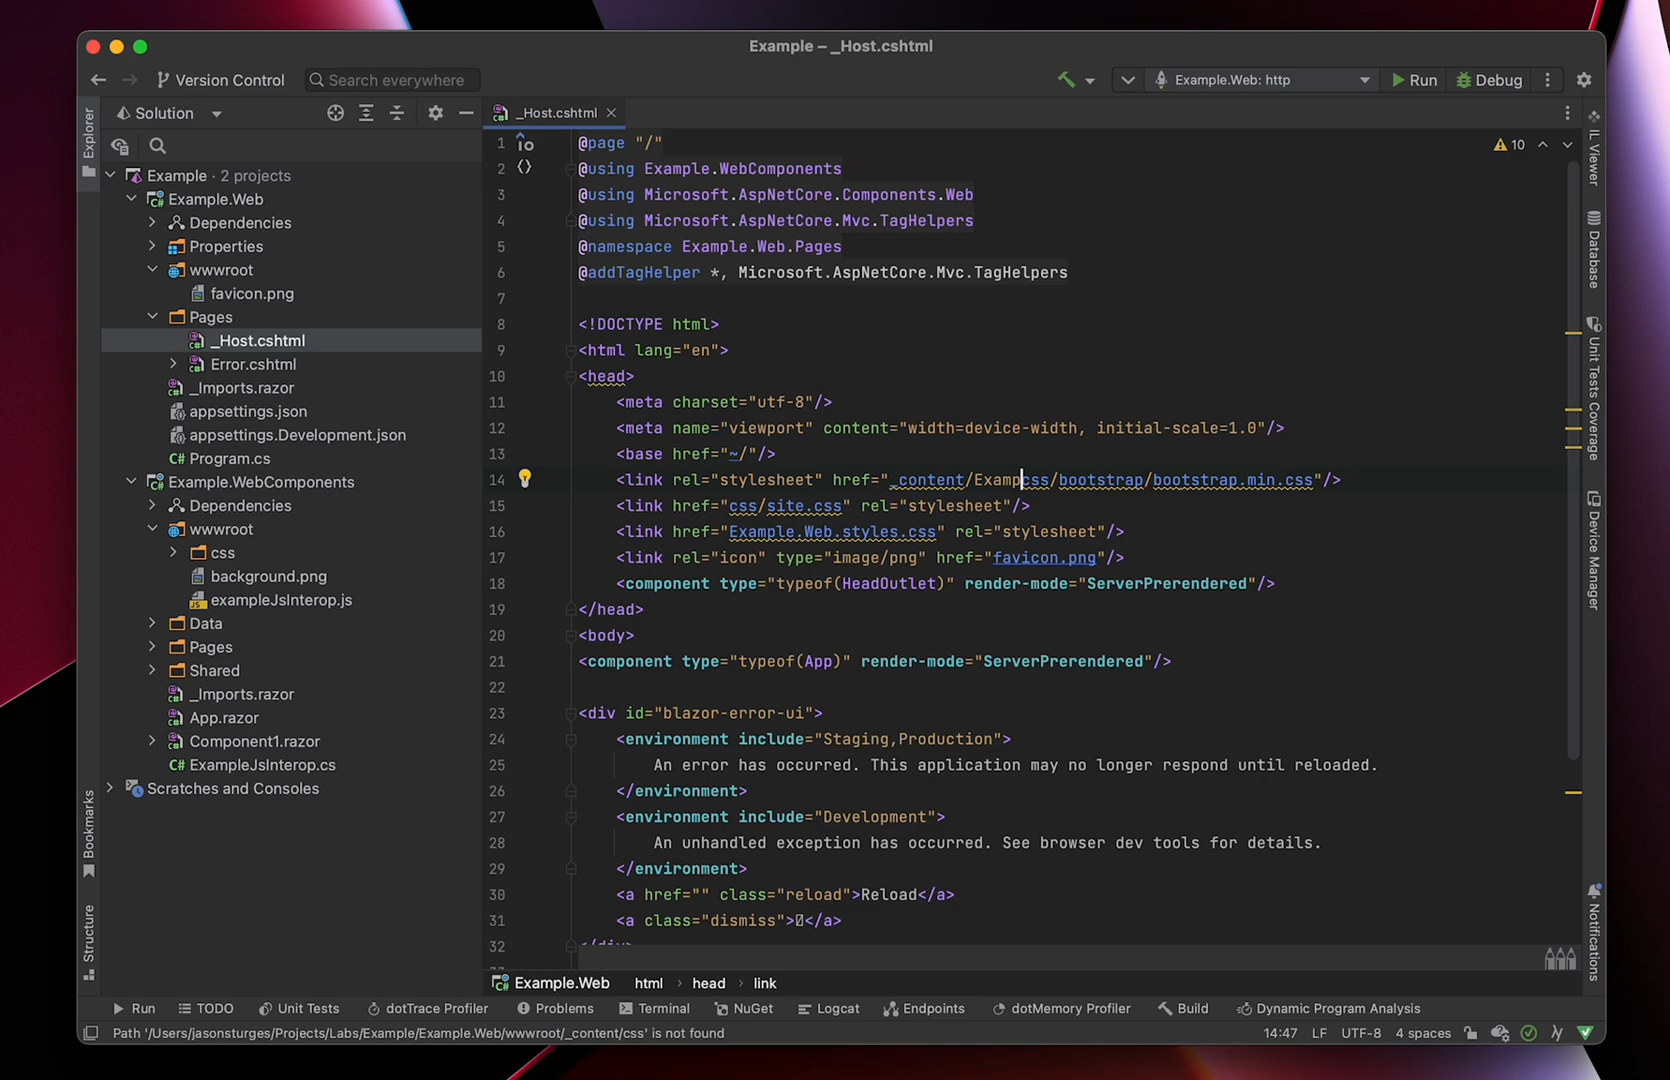 Example – _Host.cshtml
Version Control
Search everywhere
Example.Web: http
Run
Debug
Explorer
Solution
_Host.cshtml
Example · 2 projects
Example.Web
Dependencies
Properties
wwwroot
favicon.png
Pages
_Host.cshtml
Error.cshtml
_Imports.razor
appsettings.json
appsettings.Development.json
Program.cs
Example.WebComponents
Dependencies
wwwroot
css
background.png
exampleJsInterop.js
Data
Pages
Shared
_Imports.razor
App.razor
Component1.razor
ExampleJsInterop.cs
Scratches and Consoles
Bookmarks
Structure
10
1 @page "/"
2 @using Example.WebComponents
3 @using Microsoft.AspNetCore.Components.Web
4 @using Microsoft.AspNetCore.Mvc.TagHelpers
5 @namespace Example.Web.Pages
6 @addTagHelper *, Microsoft.AspNetCore.Mvc.TagHelpers
7
8 <!DOCTYPE html>
9 <html lang="en">
10 <head>
11 <meta charset="utf-8"/>
12 <meta name="viewport" content="width=device-width, initial-scale=1.0"/>
13 <base href="~/"/>
14 <link rel="stylesheet" href="_content/Exampcss/bootstrap/bootstrap.min.css"/>
15 <link href="css/site.css" rel="stylesheet"/>
16 <link href="Example.Web.styles.css" rel="stylesheet"/>
17 <link rel="icon" type="image/png" href="favicon.png"/>
18 <component type="typeof(HeadOutlet)" render-mode="ServerPrerendered"/>
19 </head>
20 <body>
21 <component type="typeof(App)" render-mode="ServerPrerendered"/>
22
23 <div id="blazor-error-ui">
24 <environment include="Staging,Production">
25 An error has occurred. This application may no longer respond until reloaded.
26 </environment>
27 <environment include="Development">
28 An unhandled exception has occurred. See browser dev tools for details.
29 </environment>
30 <a href="" class="reload">Reload</a>
31 <a class="dismiss"></a>
32 </div>
IL Viewer
Database
Unit Tests Coverage
Device Manager
Notifications
Example.Web html › head › link
Run
TODO
Unit Tests
dotTrace Profiler
Problems
Terminal
NuGet
Logcat
Endpoints
dotMemory Profiler
Build
Dynamic Program Analysis
Path '/Users/jasonsturges/Projects/Labs/Example/Example.Web/wwwroot/_content/css' is not found
14:47
LF
UTF-8
4 spaces